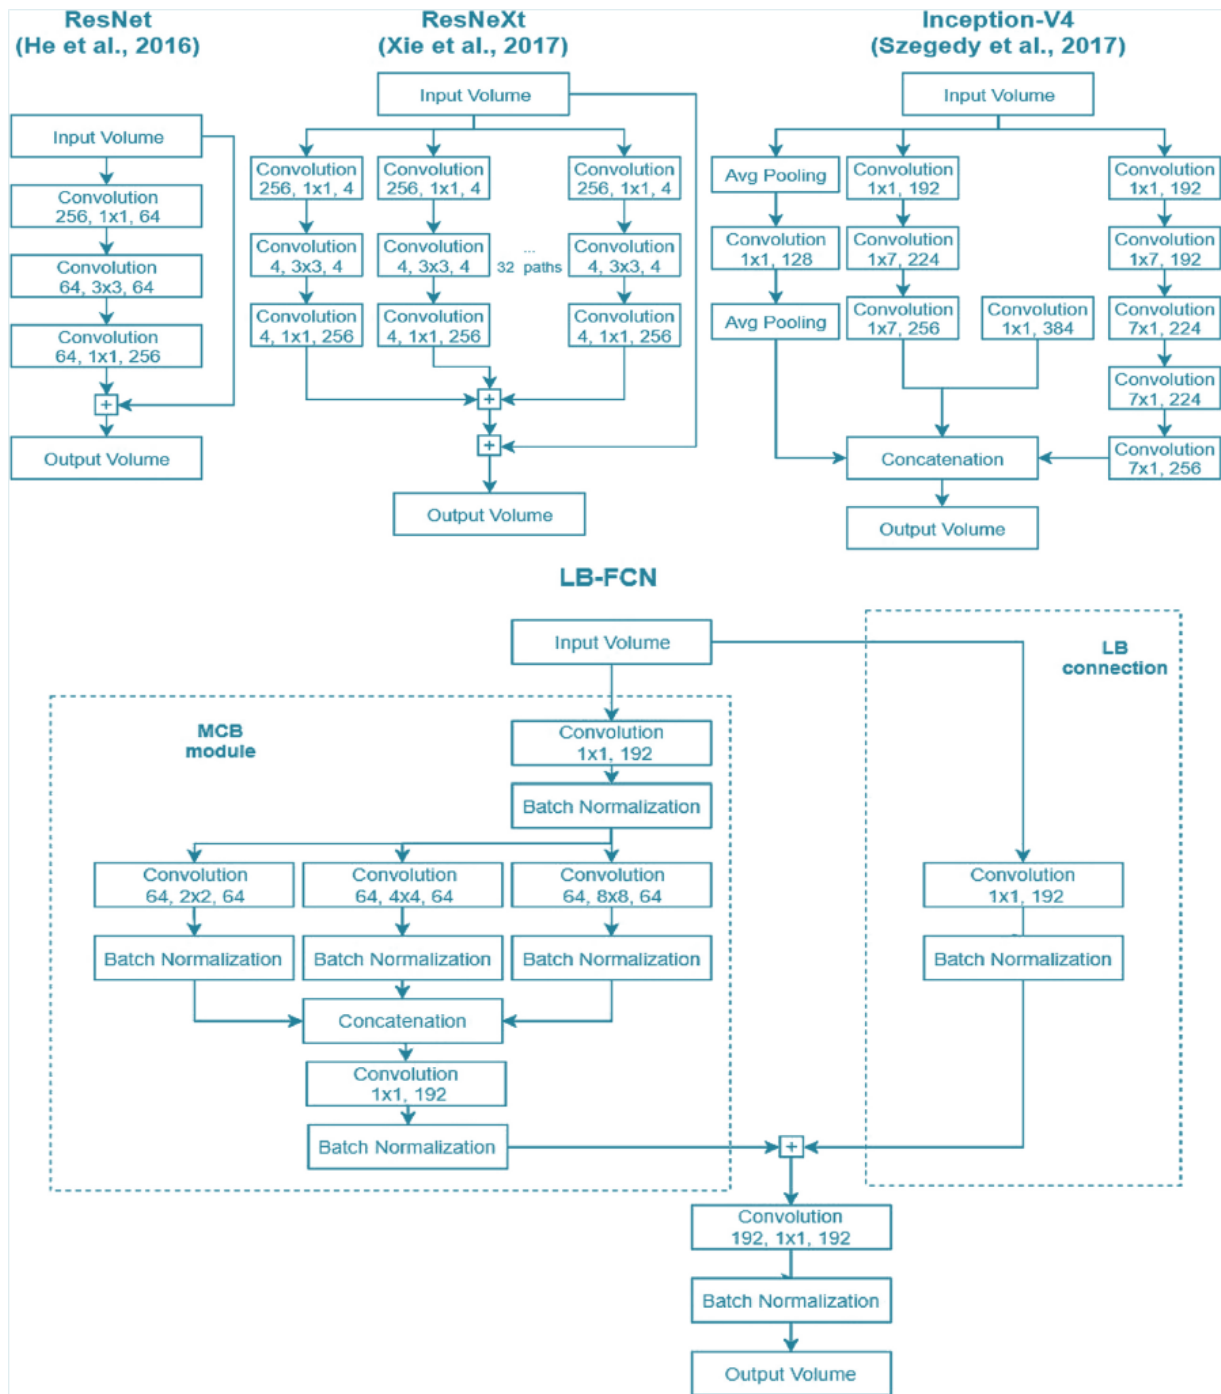 ResNet
(He et al., 2016)
Input Volume
Convolution
256, 1x1, 64
Convolution
64, 3x3, 64
Convolution
64, 1x1, 256
+
Output Volume
ResNeXt
(Xie et al., 2017)
Input Volume
Convolution
256, 1x1, 4
Convolution
256, 1x1, 4
Convolution
256, 1x1, 4
Convolution
4, 3x3, 4
Convolution
4, 3x3, 4
...
32 paths
Convolution
4, 3x3, 4
Convolution
4, 1x1, 256
Convolution
4, 1x1, 256
Convolution
4, 1x1, 256
+
+
Output Volume
Inception-V4
(Szegedy et al., 2017)
Input Volume
Avg Pooling
Convolution
1x1, 192
Convolution
1x1, 192
Convolution
1x1, 128
Convolution
1x7, 224
Convolution
1x7, 192
Avg Pooling
Convolution
1x7, 256
Convolution
1x1, 384
Convolution
7x1, 224
Convolution
7x1, 224
Concatenation
Convolution
7x1, 256
Output Volume
LB-FCN
Input Volume
LB
connection
MCB
module
Convolution
1x1, 192
Batch Normalization
Convolution
64, 2x2, 64
Convolution
64, 4x4, 64
Convolution
64, 8x8, 64
Convolution
1x1, 192
Batch Normalization
Batch Normalization
Batch Normalization
Batch Normalization
Concatenation
Convolution
1x1, 192
Batch Normalization
+
Convolution
192, 1x1, 192
Batch Normalization
Output Volume